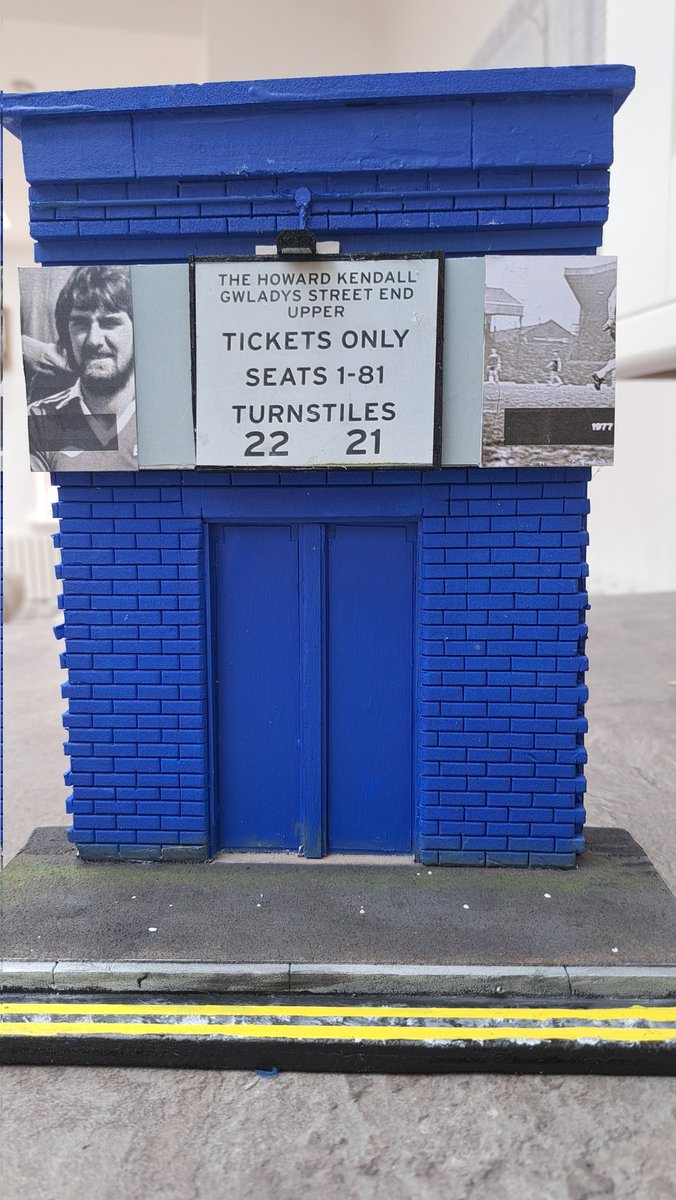 THE HOWARD KENDALL
GWLADYS STREET END
UPPER
TICKETS ONLY
SEATS 1-81
TURNSTILES
22 21
1977